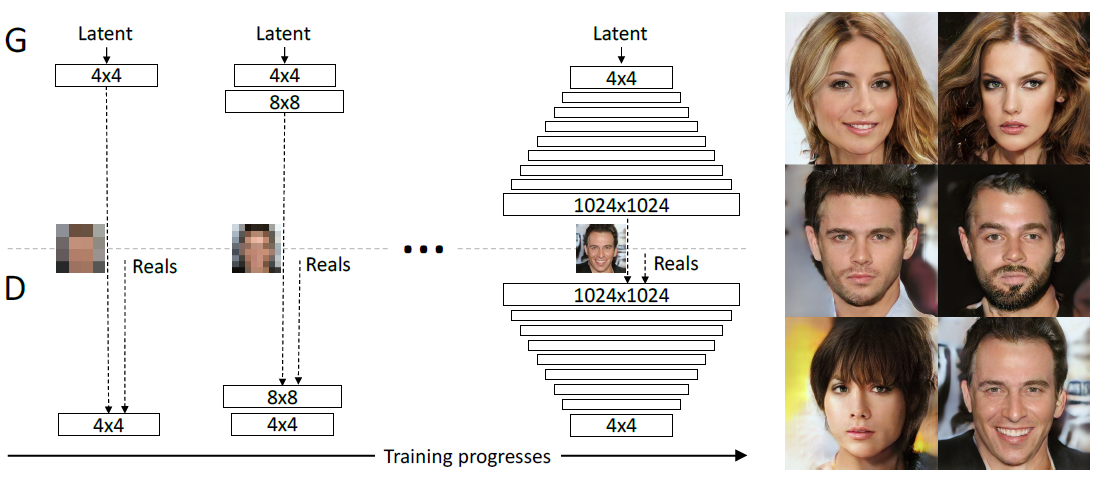 G
Latent
Latent
Latent
4x4
4x4
4x4
8x8
1024x1024
...
Reals
Reals
Reals
D
1024x1024
8x8
4x4
4x4
4x4
Training progresses